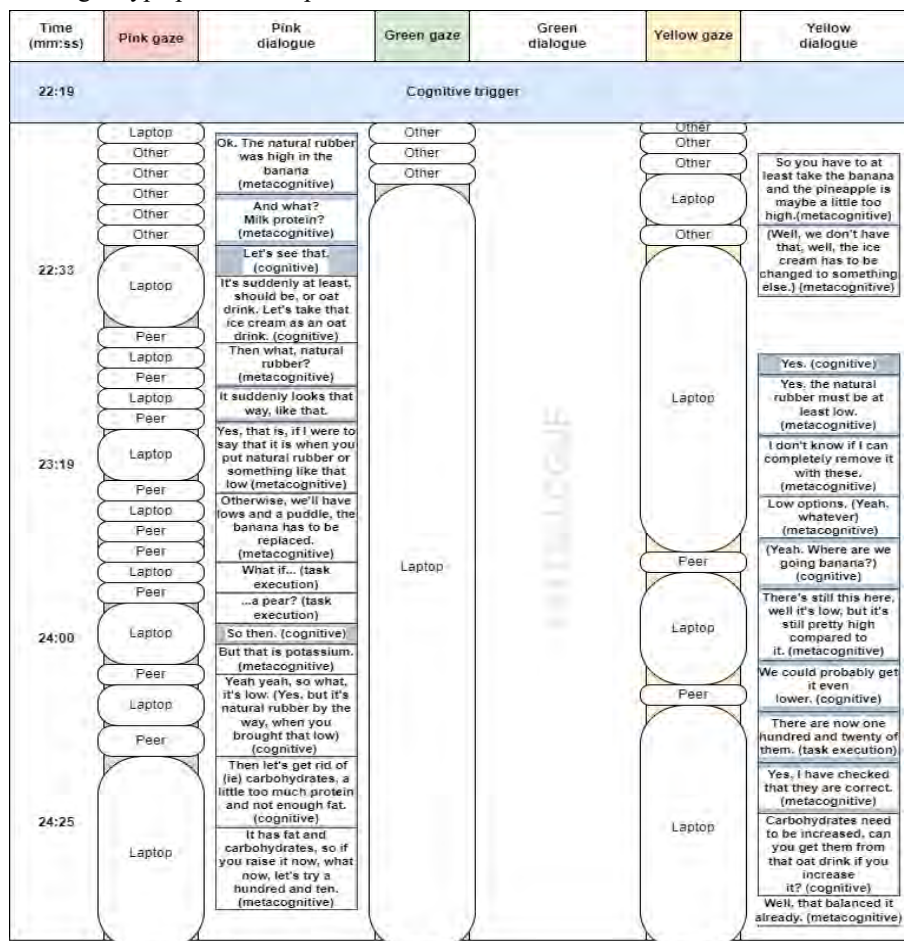 Time
(mm:ss)
Pink gaze
Pink
dialogue
Green gaze
Green
dialogue
Yellow gaze
Yellow
dialogue
22:19
Cognitive trigger
22:33
23:19
24:00
24:25
Laptop
Other
Other
Other
Other
Other
Laptop
Peer
Laptop
Peer
Laptop
Peer
Laptop
Peer
Laptop
Peer
Peer
Laptop
Peer
Laptop
Peer
Laptop
Peer
Laptop
Ok. The natural rubber
was high in the
banana
(metacognitive)
And what?
Milk protein?
(metacognitive)
Let's see that.
(cognitive)
It's suddenly at least,
should be, or oat
drink. Let's take that
ice cream as an oat
drink. (cognitive)
Then what, natural
rubber?
(metacognitive)
It suddenly looks that
way, like that.
Yes, that is, if I were to
say that it is when you
put natural rubber or
something like that
low (metacognitive)
Otherwise, we'll have
lows and a puddle, the
banana has to be
replaced.
(metacognitive)
What if... (task
execution)
...a pear? (task
execution)
So then. (cognitive)
But that is potassium.
(metacognitive)
Yeah yeah, so what,
it's low. (Yes, but it's
natural rubber by the
way, when you
brought that low)
(cognitive)
Then let's get rid of
(ie) carbohydrates, a
little too much protein
and not enough fat.
(cognitive)
It has fat and
carbohydrates, so if
you raise it now, what
now, let's try a
hundred and ten.
(metacognitive)
Other
Other
Other
Laptop
Other
Other
Other
Laptop
Other
Laptop
Peer
Laptop
Peer
Laptop
So you have to at
least take the banana
and the pineapple is
maybe a little too
high.(metacognitive)
(Well, we don't have
that, well, the ice
cream has to be
changed to something
else.) (metacognitive)
Yes. (cognitive)
Yes, the natural
rubber must be at
least low.
(metacognitive)
I don't know if I can
completely remove it
with these.
(metacognitive)
Low options. (Yeah,
whatever)
(metacognitive)
(Yeah. Where are we
going banana?)
(cognitive)
There's still this here,
well it's low, but it's
still pretty high
compared to
it. (metacognitive)
We could probably get
it even
lower. (cognitive)
There are now one
hundred and twenty of
them. (task execution)
Yes, I have checked
that they are correct.
(metacognitive)
Carbohydrates need
to be increased, can
you get them from
that oat drink if you
increase
it? (cognitive)
Well, that balanced it
already. (metacognitive)